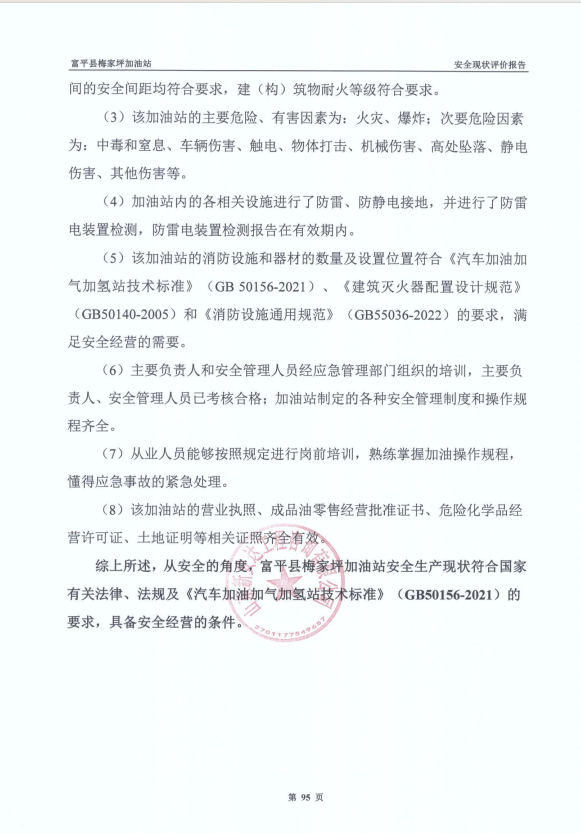 富平县梅家坪加油站 安全现状评价报告
间的安全间距均符合要求，建（构）筑物耐火等级符合要求。
（3）该加油站的主要危险、有害因素为：火灾、爆炸；次要危险因素
为：中毒和窒息、车辆伤害、触电、物体打击、机械伤害、高处坠落、静电
伤害、其他伤害等。
（4）加油站内的各相关设施进行了防雷、防静电接地，并进行了防雷
电装置检测，防雷电装置检测报告在有效期内。
（5）该加油站的消防设施和器材的数量及设置位置符合《汽车加油加
气加氢站技术标准》（GB 50156-2021）、《建筑灭火器配置设计规范》
（GB50140-2005）和《消防设施通用规范》（GB55036-2022）的要求，满
足安全经营的需要。
（6）主要负责人和安全管理人员经应急管理部门组织的培训，主要负
责人、安全管理人员已考核合格；加油站制定的各种安全管理制度和操作规
程齐全。
（7）从业人员能够按照规定进行岗前培训，熟练掌握加油操作规程，
懂得应急事故的紧急处理。
（8）该加油站的营业执照、成品油零售经营批准证书、危险化学品经
营许可证、土地证明等相关证照齐全有效。
综上所述，从安全的角度，富平县梅家坪加油站安全生产现状符合国家
有关法律、法规及《汽车加油加气加氢站技术标准》（GB50156-2021）的
要求，具备安全经营的条件。
第 95 页